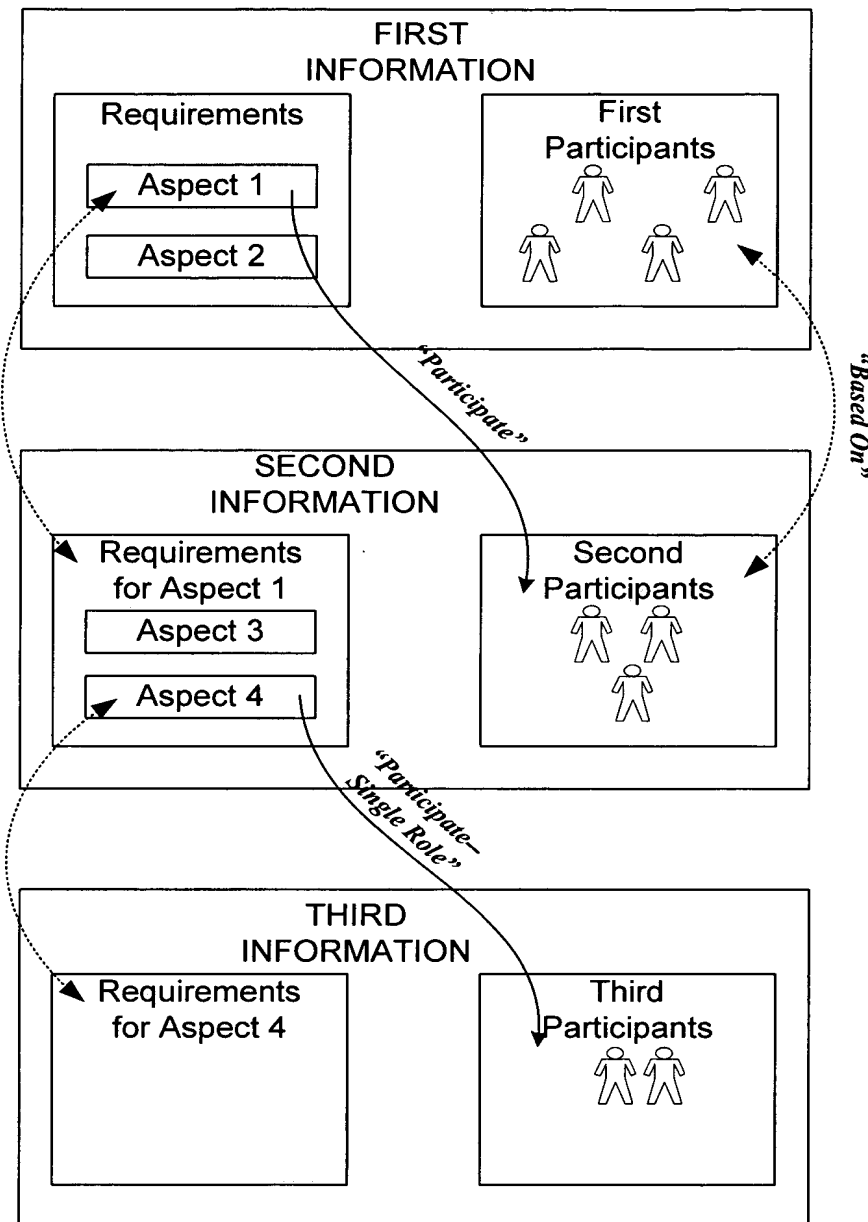 FIRST
INFORMATION
Requirements
Aspect 1
Aspect 2
First
Participants
“Participate”
“Based On”
SECOND
INFORMATION
Requirements
for Aspect 1
Aspect 3
Aspect 4
Second
Participants
“Participate–
Single Role”
THIRD
INFORMATION
Requirements
for Aspect 4
Third
Participants